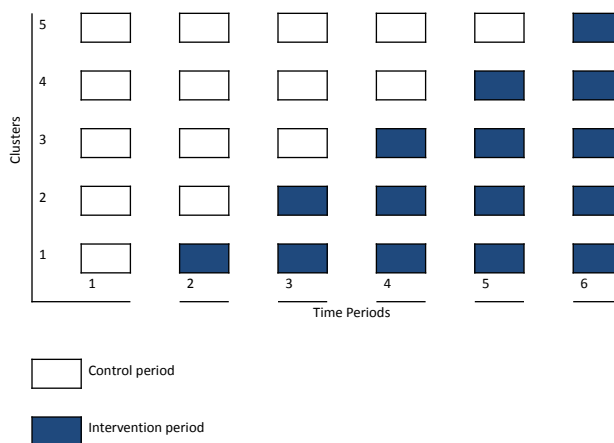 5
4
3
2
1
Clusters
1 2 3 4 5 6
Time Periods
Control period
Intervention period